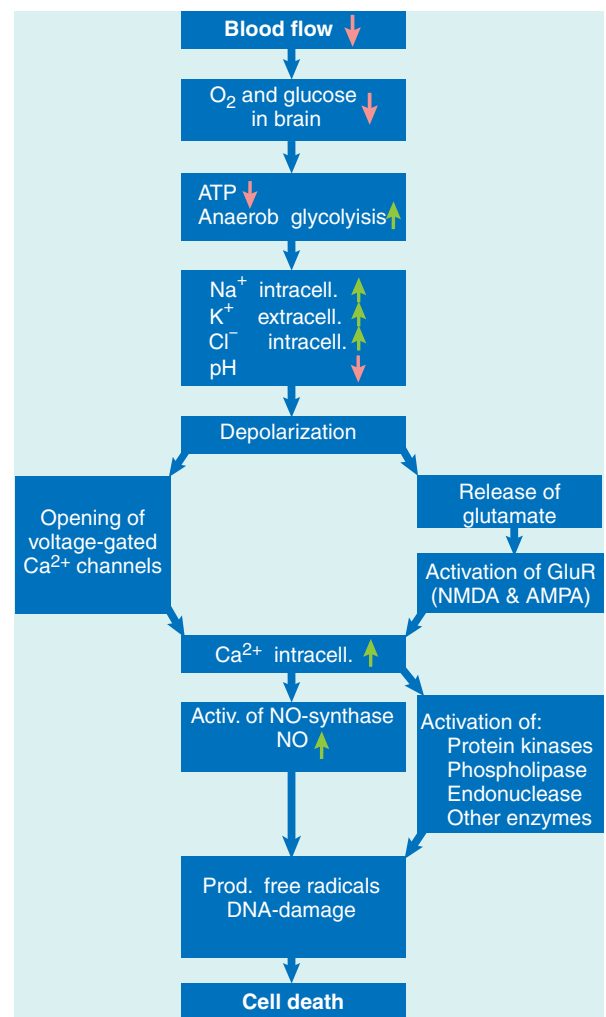 Blood flow
O2 and glucose
in brain
ATP
Anaerob glycolyisis
Na+ intracell.
K+ extracell.
Cl− intracell.
pH
Depolarization
Opening of
voltage-gated
Ca2+ channels
Release of
glutamate
Activation of GluR
(NMDA & AMPA)
Ca2+ intracell.
Activ. of NO-synthase
NO
Activation of:
Protein kinases
Phospholipase
Endonuclease
Other enzymes
Prod. free radicals
DNA-damage
Cell death